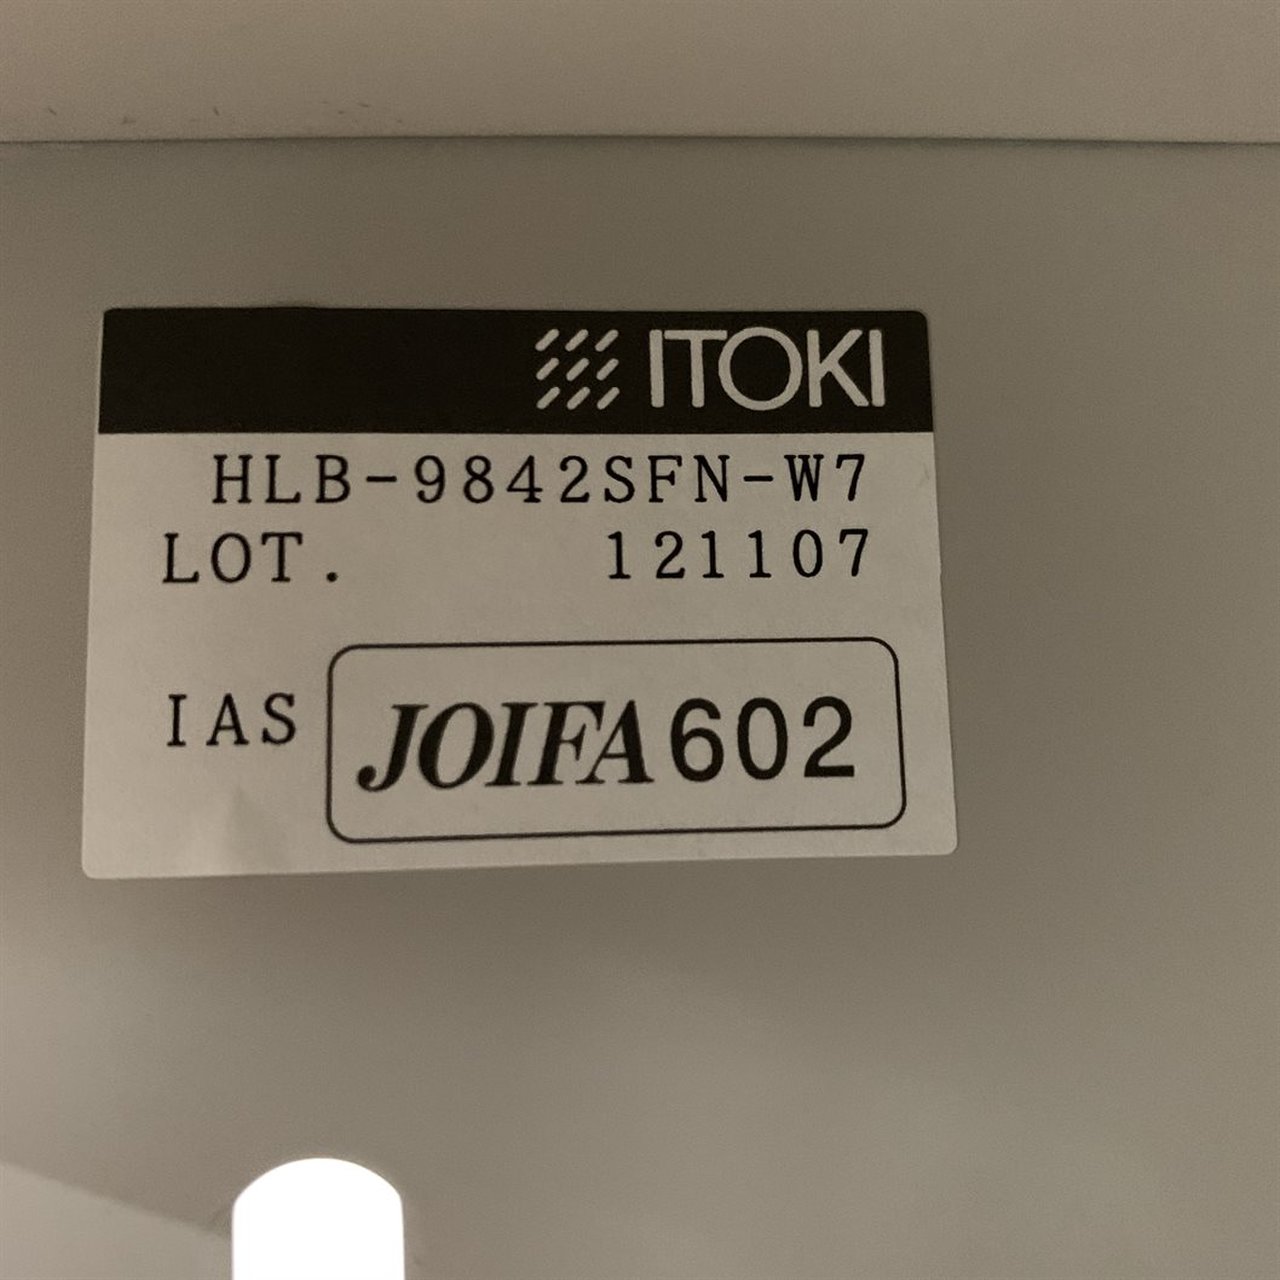 ITOKI
HLB-9842SFN-W7
LOT. 121107
IAS JOIFA602